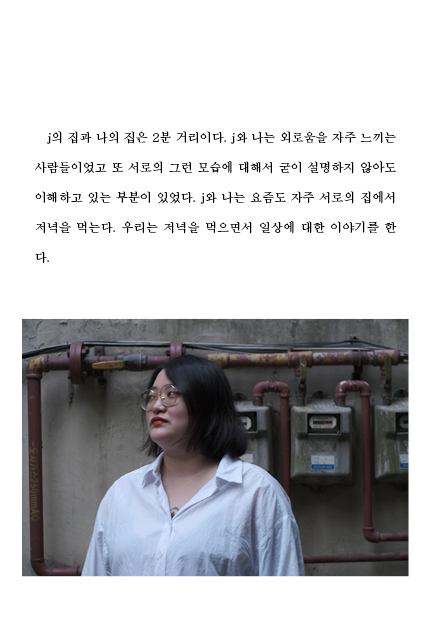 j의 집과 나의 집은 2분 거리이다. j와 나는 외로움을 자주 느끼는
사람들이었고 또 서로의 그런 모습에 대해서 굳이 설명하지 않아도
이해하고 있는 부분이 있었다. j와 나는 요즘도 자주 서로의 집에서
저녁을 먹는다. 우리는 저녁을 먹으면서 일상에 대한 이야기를 한
다.